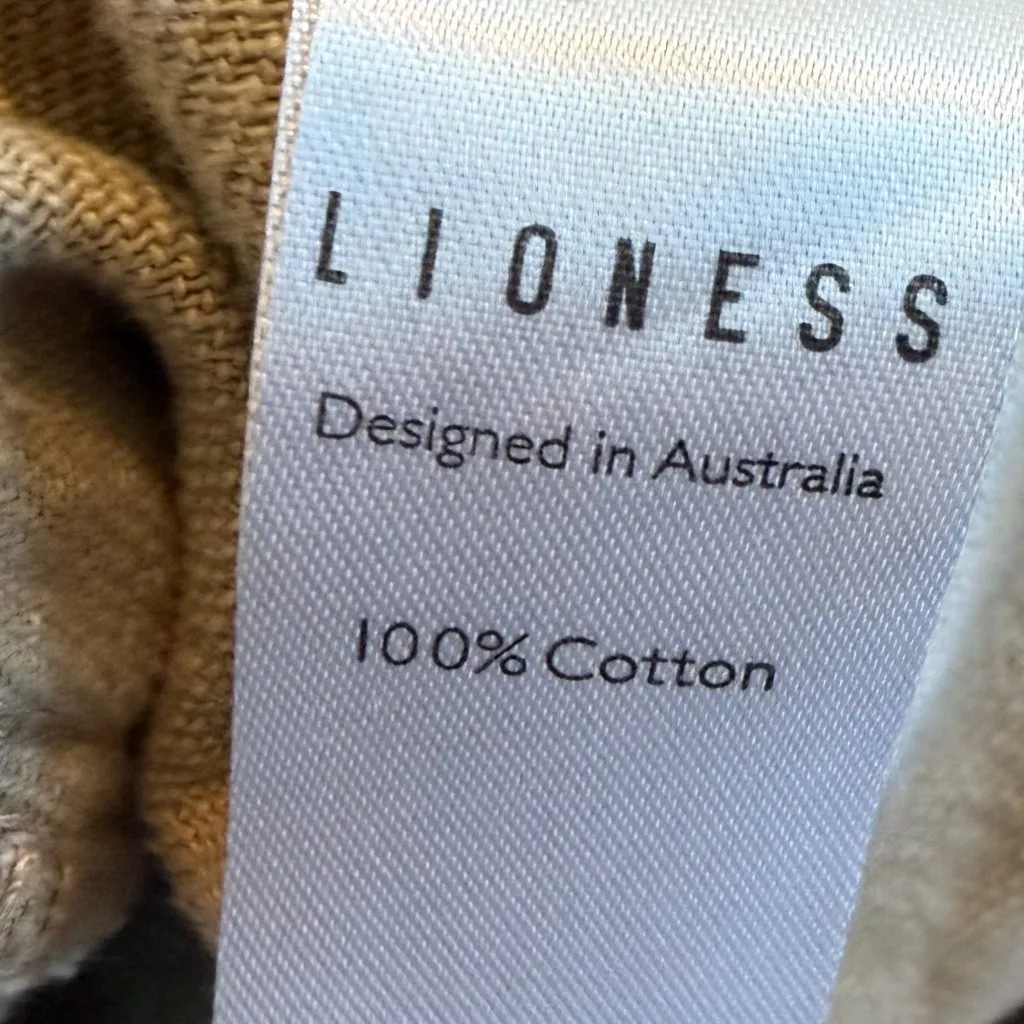 LIONESS
Designed in Australia
100% Cotton